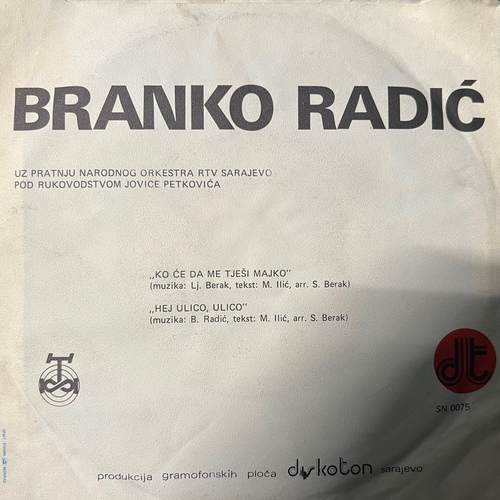 BRANKO RADIĆ
UZ PRATNJU NARODNOG ORKESTRA RTV SARAJEVO
POD RUKOVODSTVOM JOVICE PETKOVIĆA
,,KO ĆE DA ME TJEŠI MAJKO"
(muzika: Lj. Berak, tekst: M. Ilić, arr. S. Berak)
,,HEJ ULICO, ULICO"
(muzika: B. Radić, tekst: M. Ilić, arr. S. Berak)
dt
SN 0075
produkcija gramofonskih ploča diskoton sarajevo